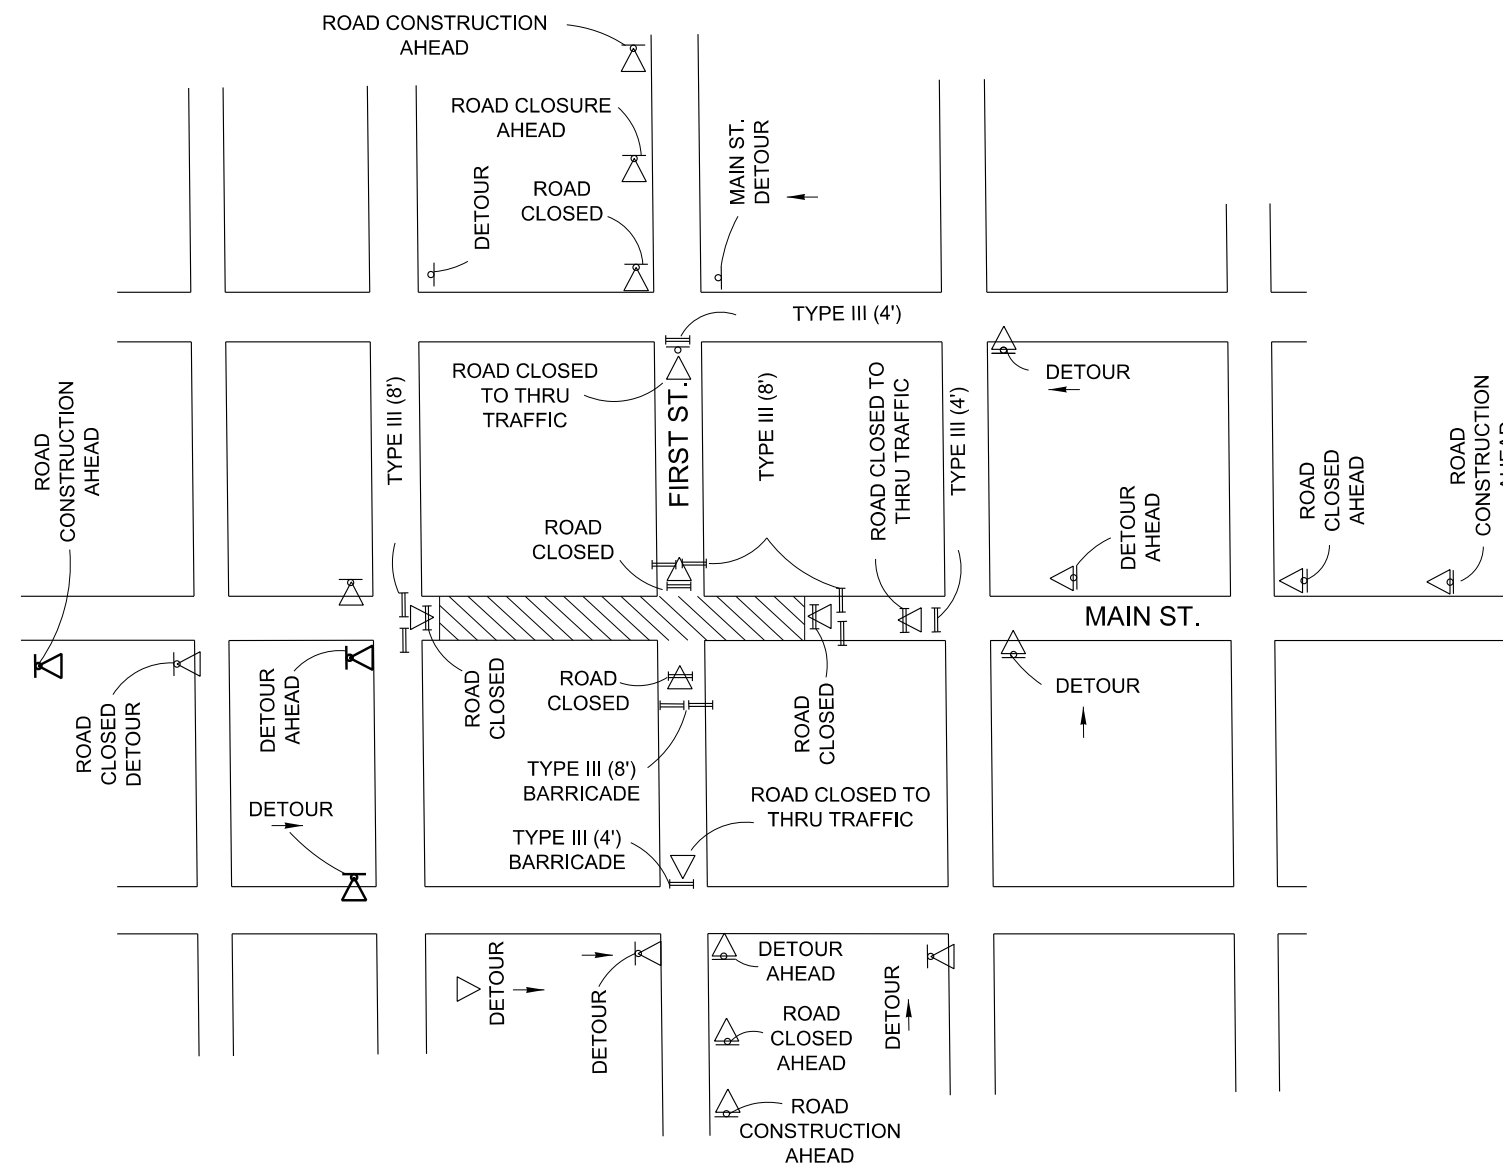 ROAD CONSTRUCTION
AHEAD
ROAD CLOSURE
AHEAD
DETOUR
ROAD
CLOSED
MAIN ST.
DETOUR
TYPE III (4')
ROAD CLOSED
TO THRU
TRAFFIC
FIRST ST.
TYPE III (8')
TYPE III (8')
ROAD CLOSED TO
THRU TRAFFIC
TYPE III (4')
DETOUR
ROAD
CONSTRUCTION
AHEAD
ROAD
CLOSED
DETOUR
AHEAD
ROAD
CLOSED
AHEAD
ROAD
CONSTRUCTION
AHEAD
MAIN ST.
ROAD
CLOSED
DETOUR
DETOUR
AHEAD
ROAD
CLOSED
ROAD
CLOSED
ROAD
CLOSED
DETOUR
TYPE III (8')
BARRICADE
DETOUR
TYPE III (4')
BARRICADE
ROAD CLOSED TO
THRU TRAFFIC
DETOUR
DETOUR
DETOUR
AHEAD
ROAD
CLOSED
AHEAD
DETOUR
ROAD
CONSTRUCTION
AHEAD